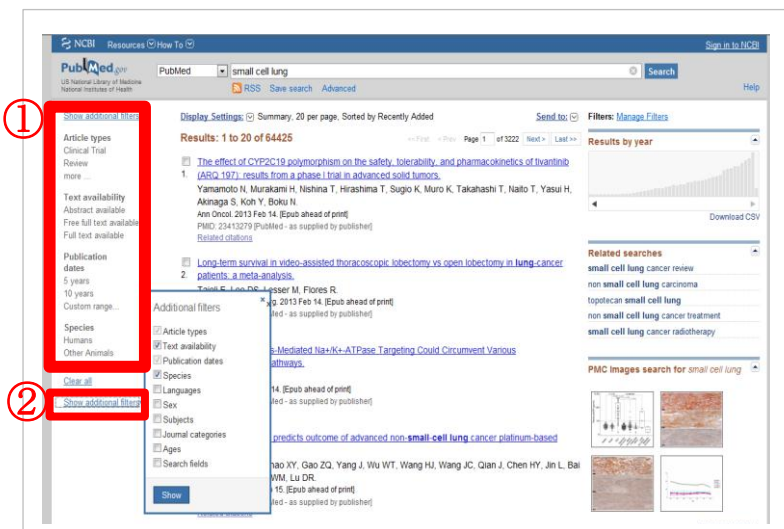 NCBI Resources How To Sign in to NCBI
PubMed.gov
US National Library of Medicine
National Institutes of Health
PubMed small cell lung Search
RSS Save search Advanced Help
①
Show additional filters
Article types
Clinical Trial
Review
more ...
Text availability
Abstract available
Free full text available
Full text available
Publication
dates
5 years
10 years
Custom range...
Species
Humans
Other Animals
Clear all
②
Show additional filters
Display Settings: Summary, 20 per page, Sorted by Recently Added Send to:
Results: 1 to 20 of 64425 << First < Prev Page 1 of 3222 Next > Last >>
The effect of CYP2C19 polymorphism on the safety, tolerability, and pharmacokinetics of tivantinib
1. (ARQ 197): results from a phase I trial in advanced solid tumors.
Yamamoto N, Murakami H, Nishina T, Hirashima T, Sugio K, Muro K, Takahashi T, Naito T, Yasui H,
Akinaga S, Koh Y, Boku N.
Ann Oncol. 2013 Feb 14. [Epub ahead of print]
PMID: 23413279 [PubMed - as supplied by publisher]
Related citations
Long-term survival in video-assisted thoracoscopic lobectomy vs open lobectomy in lung-cancer
2. patients: a meta-analysis.
Lesser M, Flores R.
2013 Feb 14. [Epub ahead of print]
- as supplied by publisher]
-Mediated Na+/K+-ATPase Targeting Could Circumvent Various
14. [Epub ahead of print]
- as supplied by publisher]
predicts outcome of advanced non-small-cell lung cancer platinum-based
XY, Gao ZQ, Yang J, Wu WT, Wang HJ, Wang JC, Qian J, Chen HY, Jin L, Bai
WM, Lu DR.
15. [Epub ahead of print]
- as supplied by publisher]
Additional filters x
Article types
Text availability
Publication dates
Species
Languages
Sex
Subjects
Journal categories
Ages
Search fields
Show
Filters: Manage Filters
Results by year
Download CSV
Related searches
small cell lung cancer review
non small cell lung carcinoma
topotecan small cell lung
non small cell lung cancer treatment
small cell lung cancer radiotherapy
PMC Images search for small cell lung